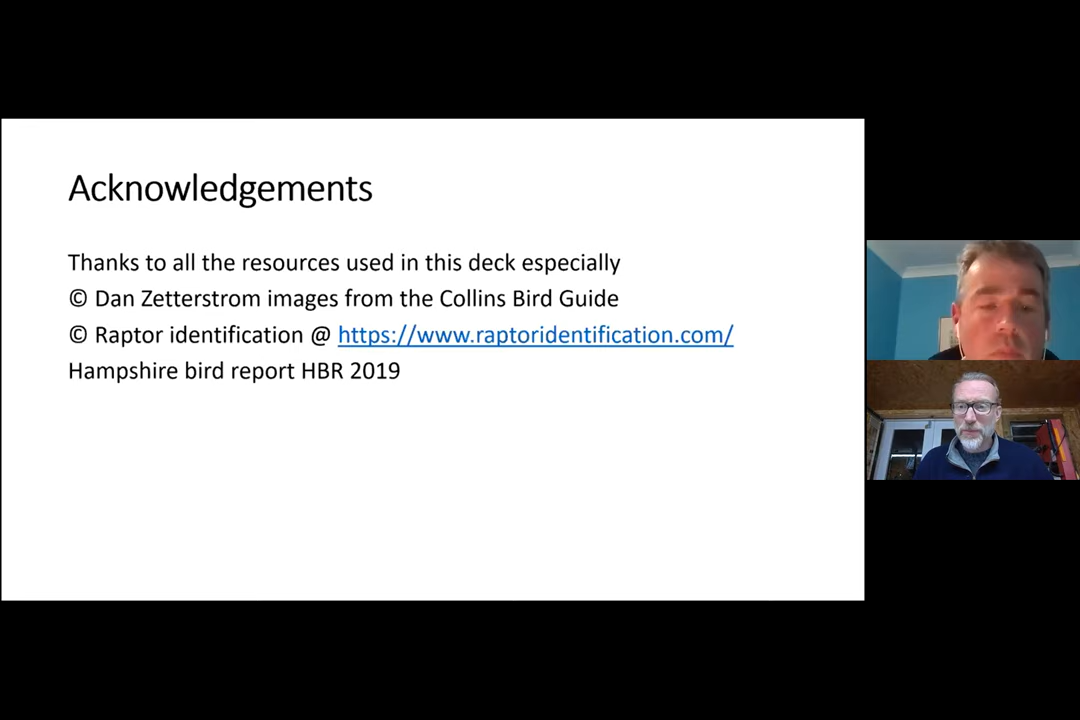 Acknowledgements
Thanks to all the resources used in this deck especially
© Dan Zetterstrom images from the Collins Bird Guide
© Raptor identification @ https://www.raptoridentification.com/
Hampshire bird report HBR 2019